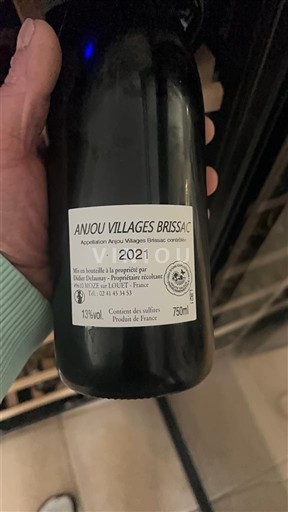 ANJOU VILLAGES BRISSAC
Appellation Anjou Villages Brissac contrôlée
2021
Mis en bouteille à la propriété par
Didier Delaunay - Propriétaire récoltant
49610 MOZE sur LOUET - France
Tél. : 02 41 45 34 53
13%vol.
Contient des sulfites
Produit de France
750ml